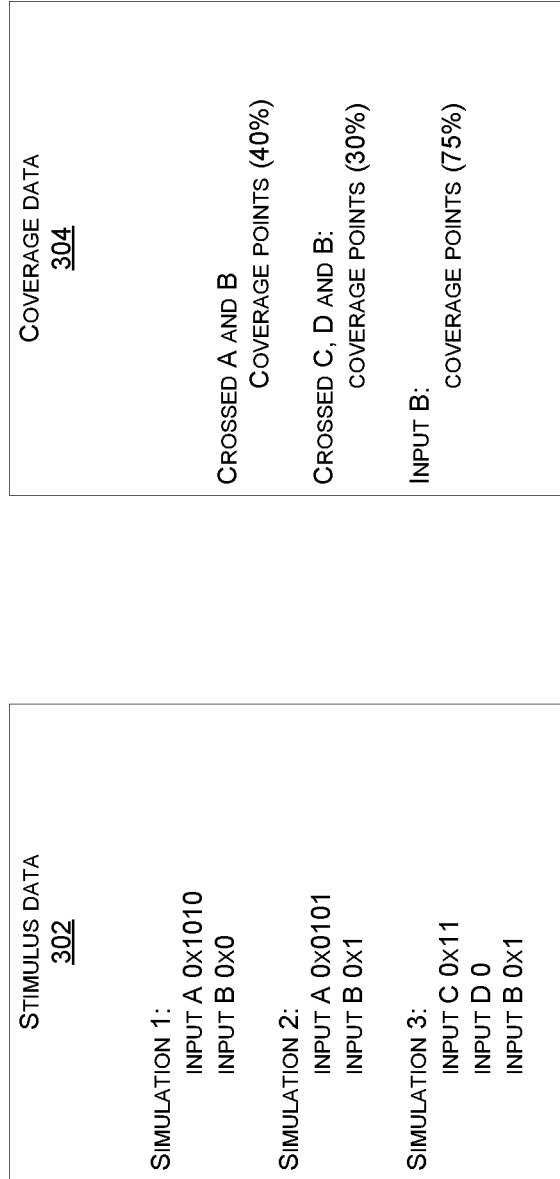 STIMULUS DATA
302
SIMULATION 1:
INPUT A 0X1010
INPUT B 0X0
SIMULATION 2:
INPUT A 0X0101
INPUT B 0X1
SIMULATION 3:
INPUT C 0X11
INPUT D 0
INPUT B 0X1
COVERAGE DATA
304
CROSSED A AND B
COVERAGE POINTS (40%)
CROSSED C, D AND B:
COVERAGE POINTS (30%)
INPUT B:
COVERAGE POINTS (75%)